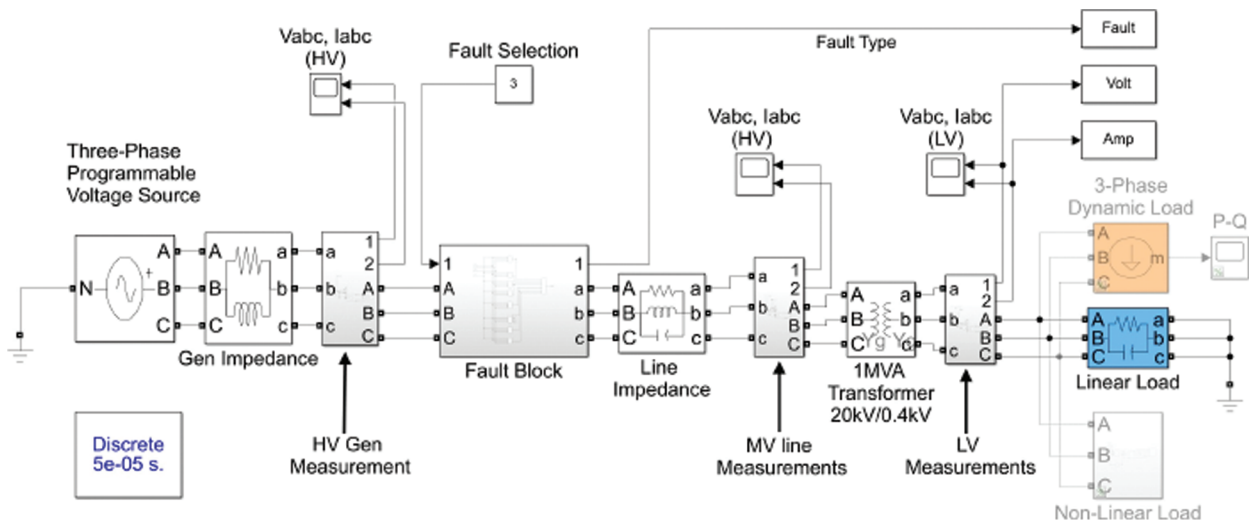 Vabc, Iabc
(HV)
Fault Selection
3
Fault Type
Fault
Volt
Amp
Vabc, Iabc
(HV)
Vabc, Iabc
(LV)
Three-Phase
Programmable
Voltage Source
N
+
A
B
C
A
B
C
a
b
c
Gen Impedance
a
b
c
1
2
A
B
C
HV Gen
Measurement
1
A
B
C
1
a
b
c
Fault Block
A
B
C
a
b
c
Line
Impedance
a
b
c
1
2
A
B
C
MV line
Measurements
A
B
C
Yg
a
b
c
1MVA
Transformer
20kV/0.4kV
a
b
c
1
2
A
B
C
LV
Measurements
3-Phase
Dynamic Load
A
B
C
m
P-Q
A
B
C
a
b
c
Linear Load
A
B
C
Non-Linear Load
Discrete
5e-05 s.